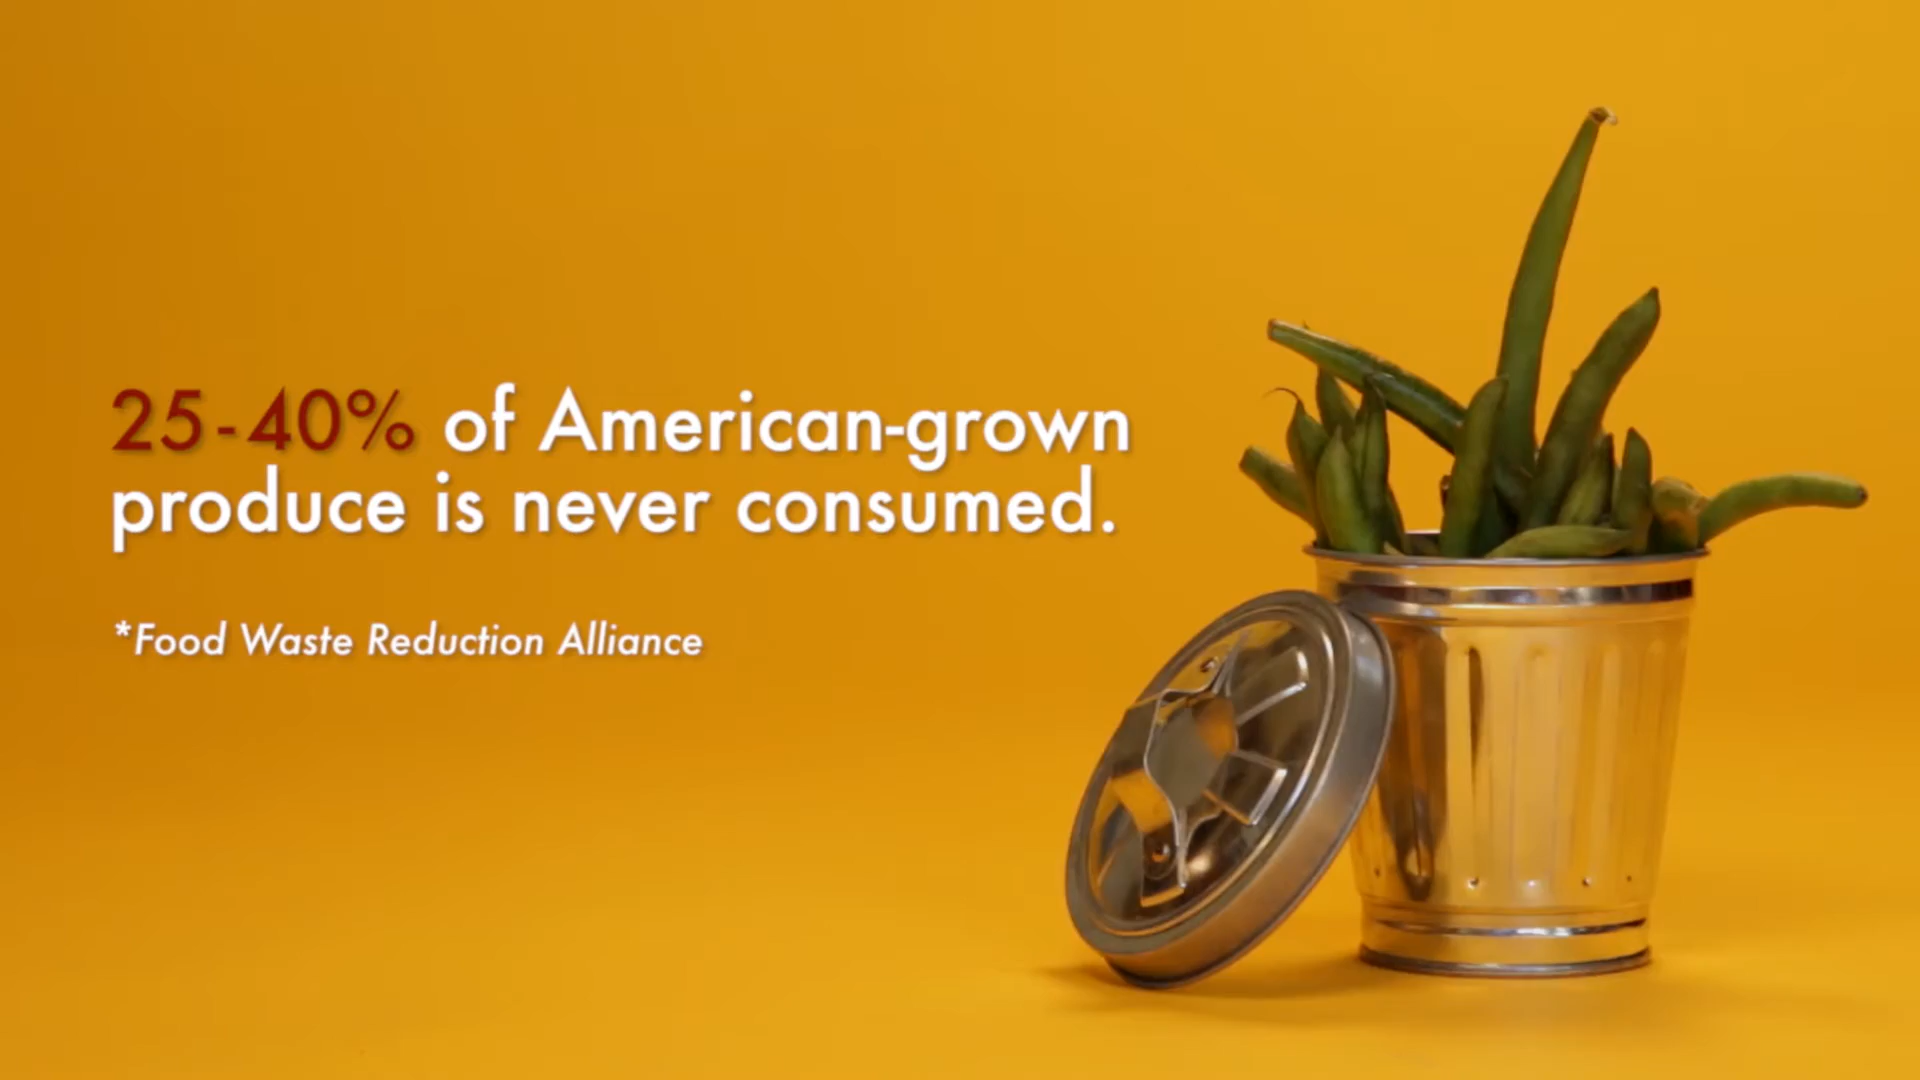 25-40% of American-grown
produce is never consumed.
*Food Waste Reduction Alliance